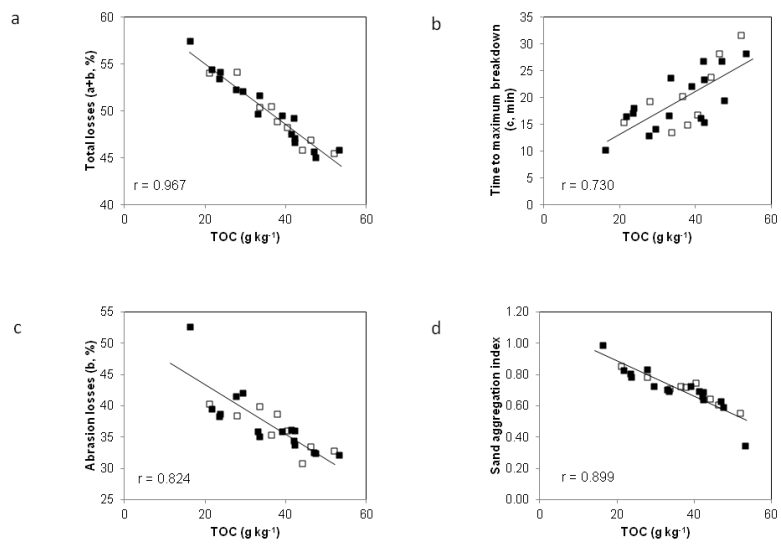 a
Total losses (a+b, %)
60
55
50
45
40
r = 0.967
0 20 40 60
TOC (g kg⁻¹)
b
Time to maximum breakdown
(c, min)
35
30
25
20
15
10
5
0
r = 0.730
0 20 40 60
TOC (g kg⁻¹)
c
Abrasion losses (b, %)
55
50
45
40
35
30
25
r = 0.824
0 20 40 60
TOC (g kg⁻¹)
d
Sand aggregation index
1.20
1.00
0.80
0.60
0.40
0.20
0.00
r = 0.899
0 20 40 60
TOC (g kg⁻¹)